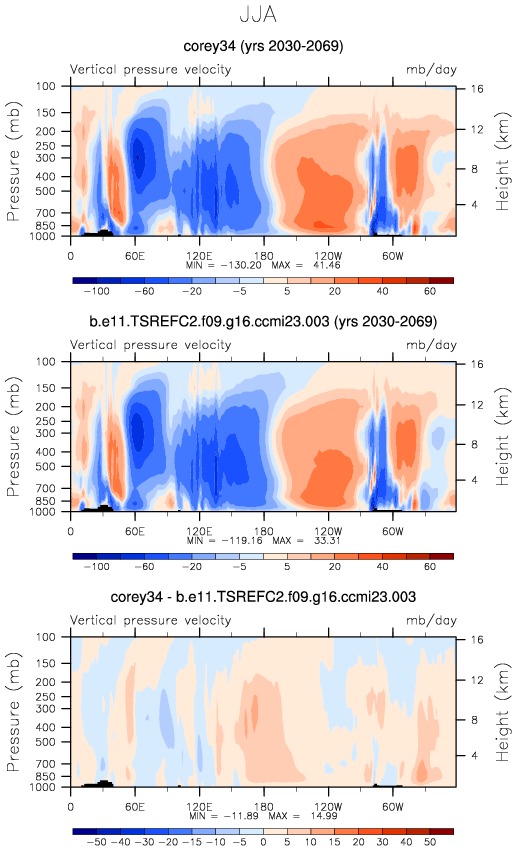 JJA
corey34 (yrs 2030-2069)
Vertical pressure velocity mb/day
Pressure (mb)
100
150
200
250
300
400
500
700
850
1000
16
12
8
4
Height (km)
0 60E 120E 180 120W 60W
MIN = -130.20 MAX = 41.46
-100 -60 -20 -5 5 20 40 60
b.e11.TSREFC2.f09.g16.ccmi23.003 (yrs 2030-2069)
Vertical pressure velocity mb/day
Pressure (mb)
100
150
200
250
300
400
500
700
850
1000
16
12
8
4
Height (km)
0 60E 120E 180 120W 60W
MIN = -119.16 MAX = 33.31
-100 -60 -20 -5 5 20 40 60
corey34 - b.e11.TSREFC2.f09.g16.ccmi23.003
Vertical pressure velocity mb/day
Pressure (mb)
100
150
200
250
300
400
500
700
850
1000
16
12
8
4
Height (km)
0 60E 120E 180 120W 60W
MIN = -11.89 MAX = 14.99
-50 -40 -30 -20 -15 -10 -5 0 5 10 15 20 30 40 50